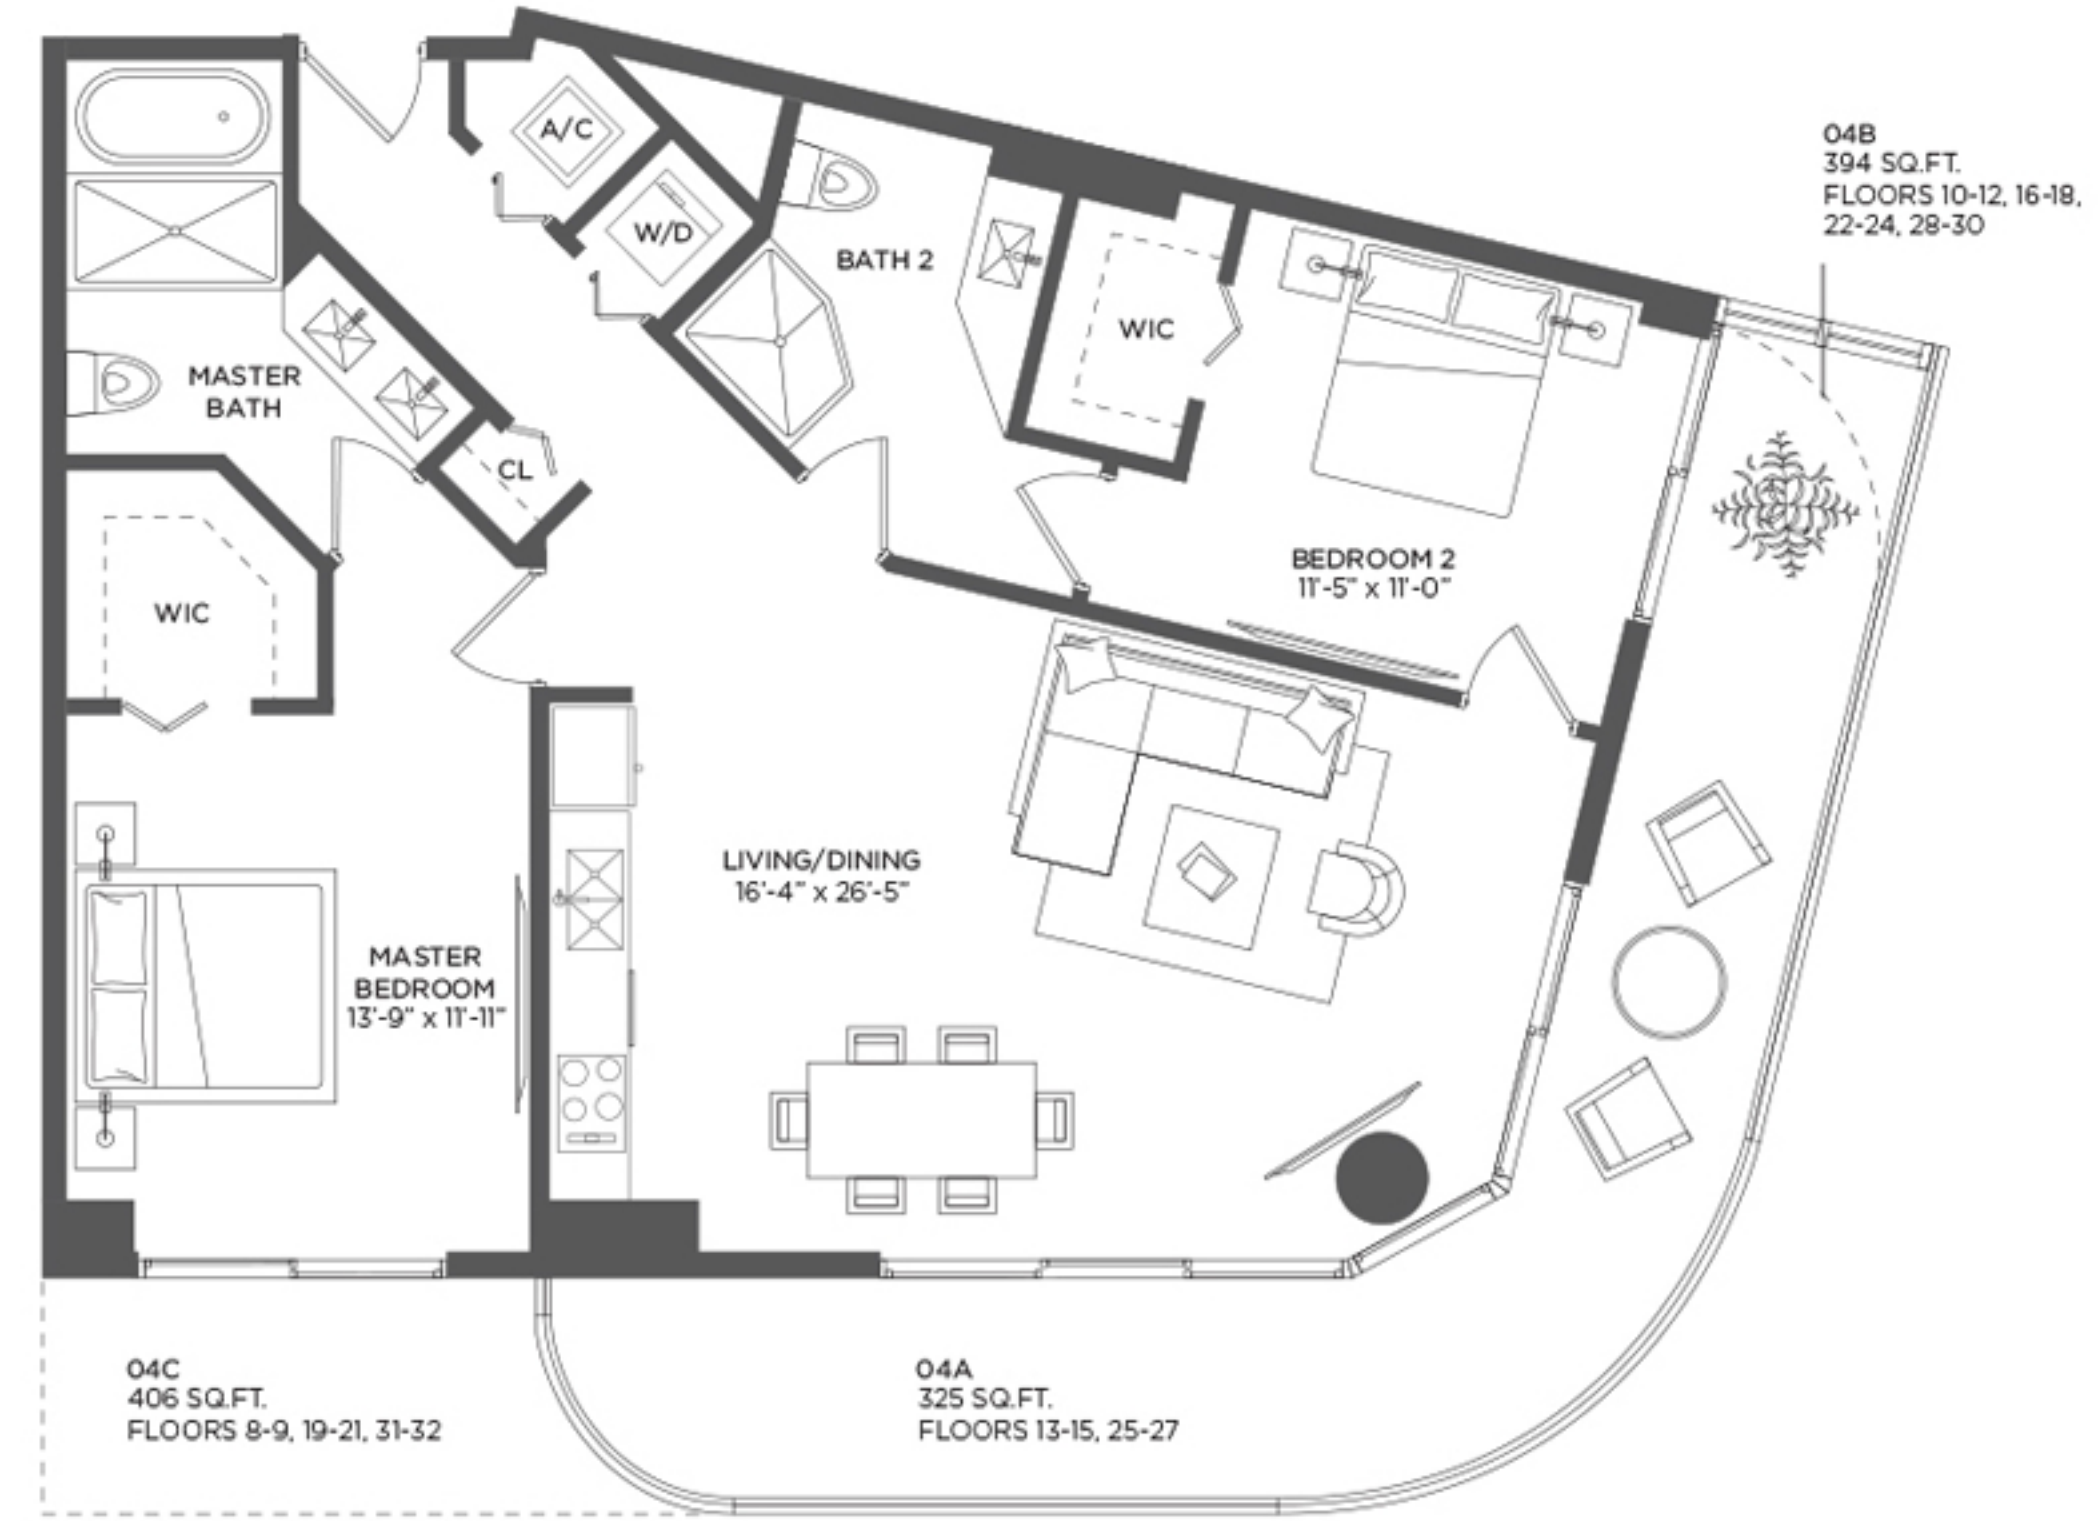 04B
394 SQ.FT.
FLOORS 10-12, 16-18,
22-24, 28-30
A/C
W/D
BATH 2
WIC
MASTER
BATH
CL
BEDROOM 2
11'-5" x 11'-0"
WIC
LIVING/DINING
16'-4" x 26'-5"
MASTER
BEDROOM
13'-9" x 11'-11"
04C
406 SQ.FT.
FLOORS 8-9, 19-21, 31-32
04A
325 SQ.FT.
FLOORS 13-15, 25-27